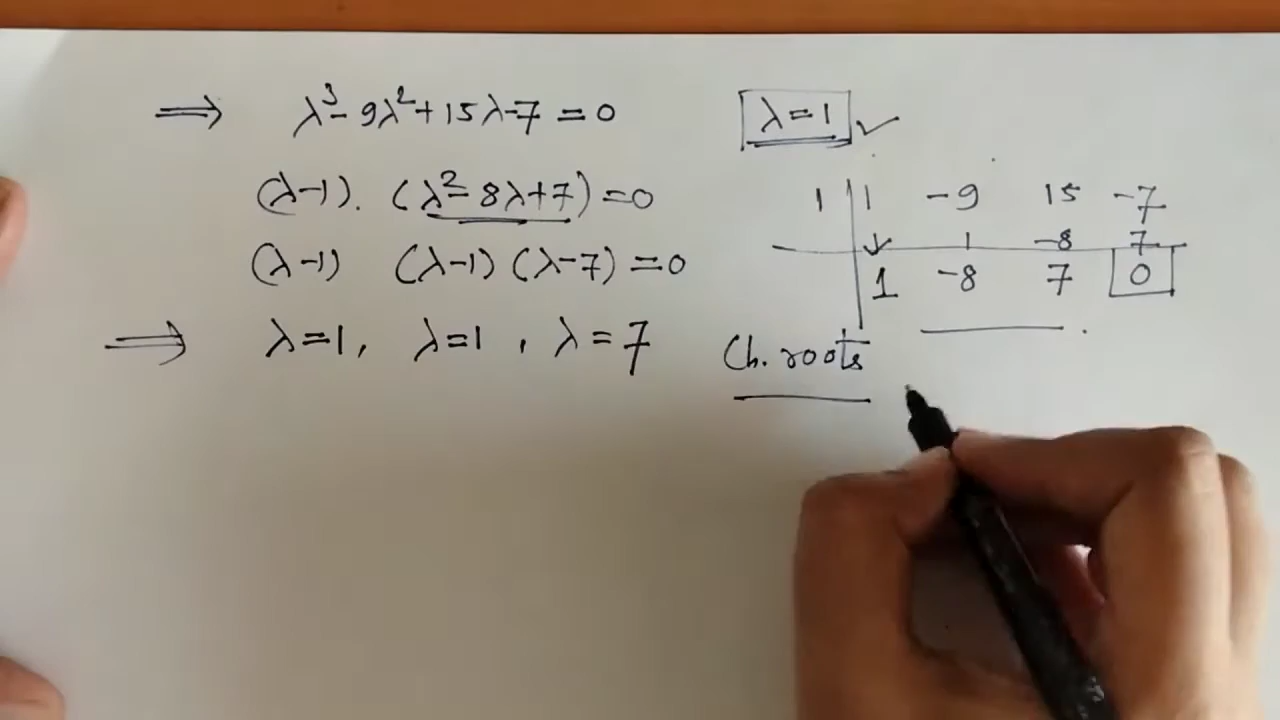 ⟹ λ³-9λ²+15λ-7=0
λ=1 ✓
(λ-1). (λ²-8λ+7)=0
(λ-1) (λ-1)(λ-7)=0
1 | 1 -9 15 -7
↓ 1 -8 7
1 -8 7 0
⟹ λ=1, λ=1, λ=7 Ch. roots